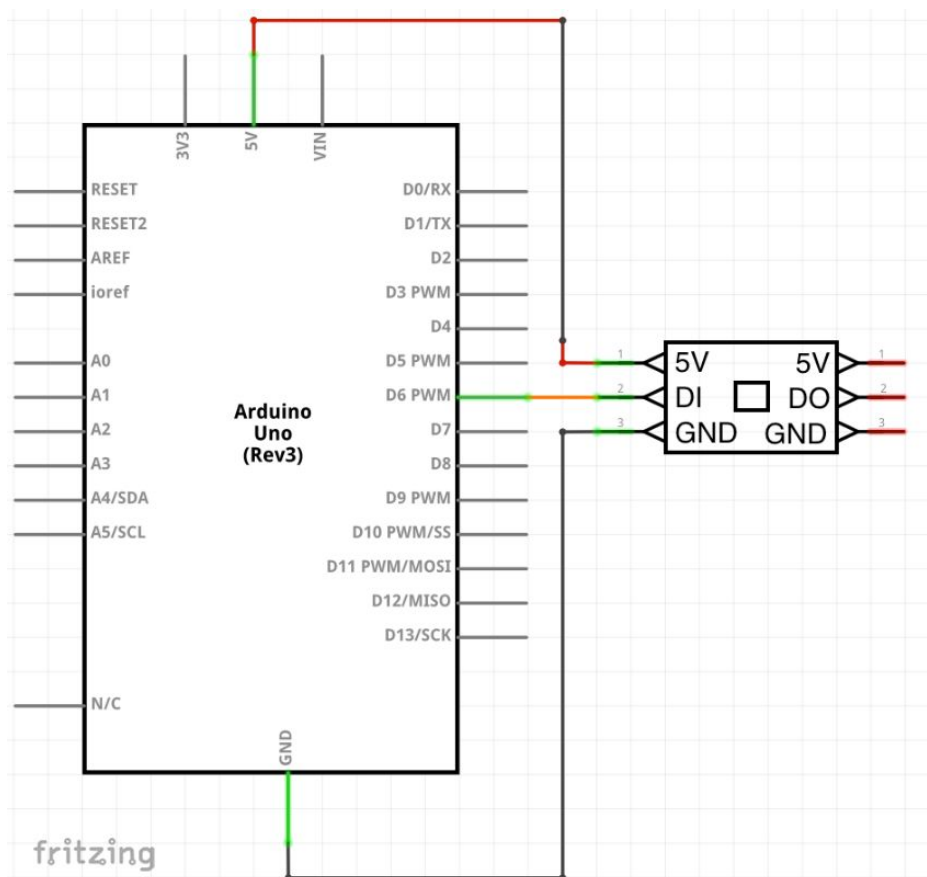 3V3
5V
VIN
RESET
RESET2
AREF
ioref
A0
A1
A2
A3
A4/SDA
A5/SCL
N/C
Arduino
Uno
(Rev3)
D0/RX
D1/TX
D2
D3 PWM
D4
D5 PWM
D6 PWM
D7
D8
D9 PWM
D10 PWM/SS
D11 PWM/MOSI
D12/MISO
D13/SCK
GND
1
2
3
5V
DI
GND
5V
DO
GND
1
2
3
fritzing